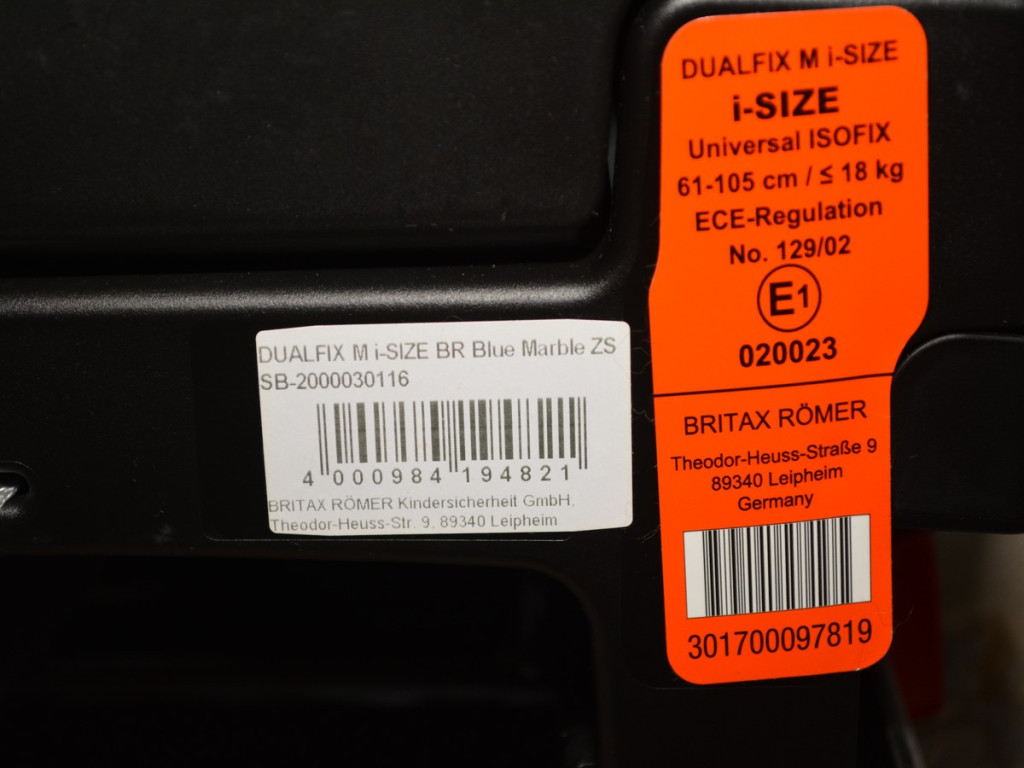 DUALFIX M i-SIZE BR Blue Marble ZS
SB-2000030116
4 000984 194821
BRITAX RÖMER Kindersicherheit GmbH,
Theodor-Heuss-Str. 9, 89340 Leipheim
DUALFIX M i-SIZE
i-SIZE
Universal ISOFIX
61-105 cm / ≤ 18 kg
ECE-Regulation
No. 129/02
E1
020023
BRITAX RÖMER
Theodor-Heuss-Straße 9
89340 Leipheim
Germany
301700097819